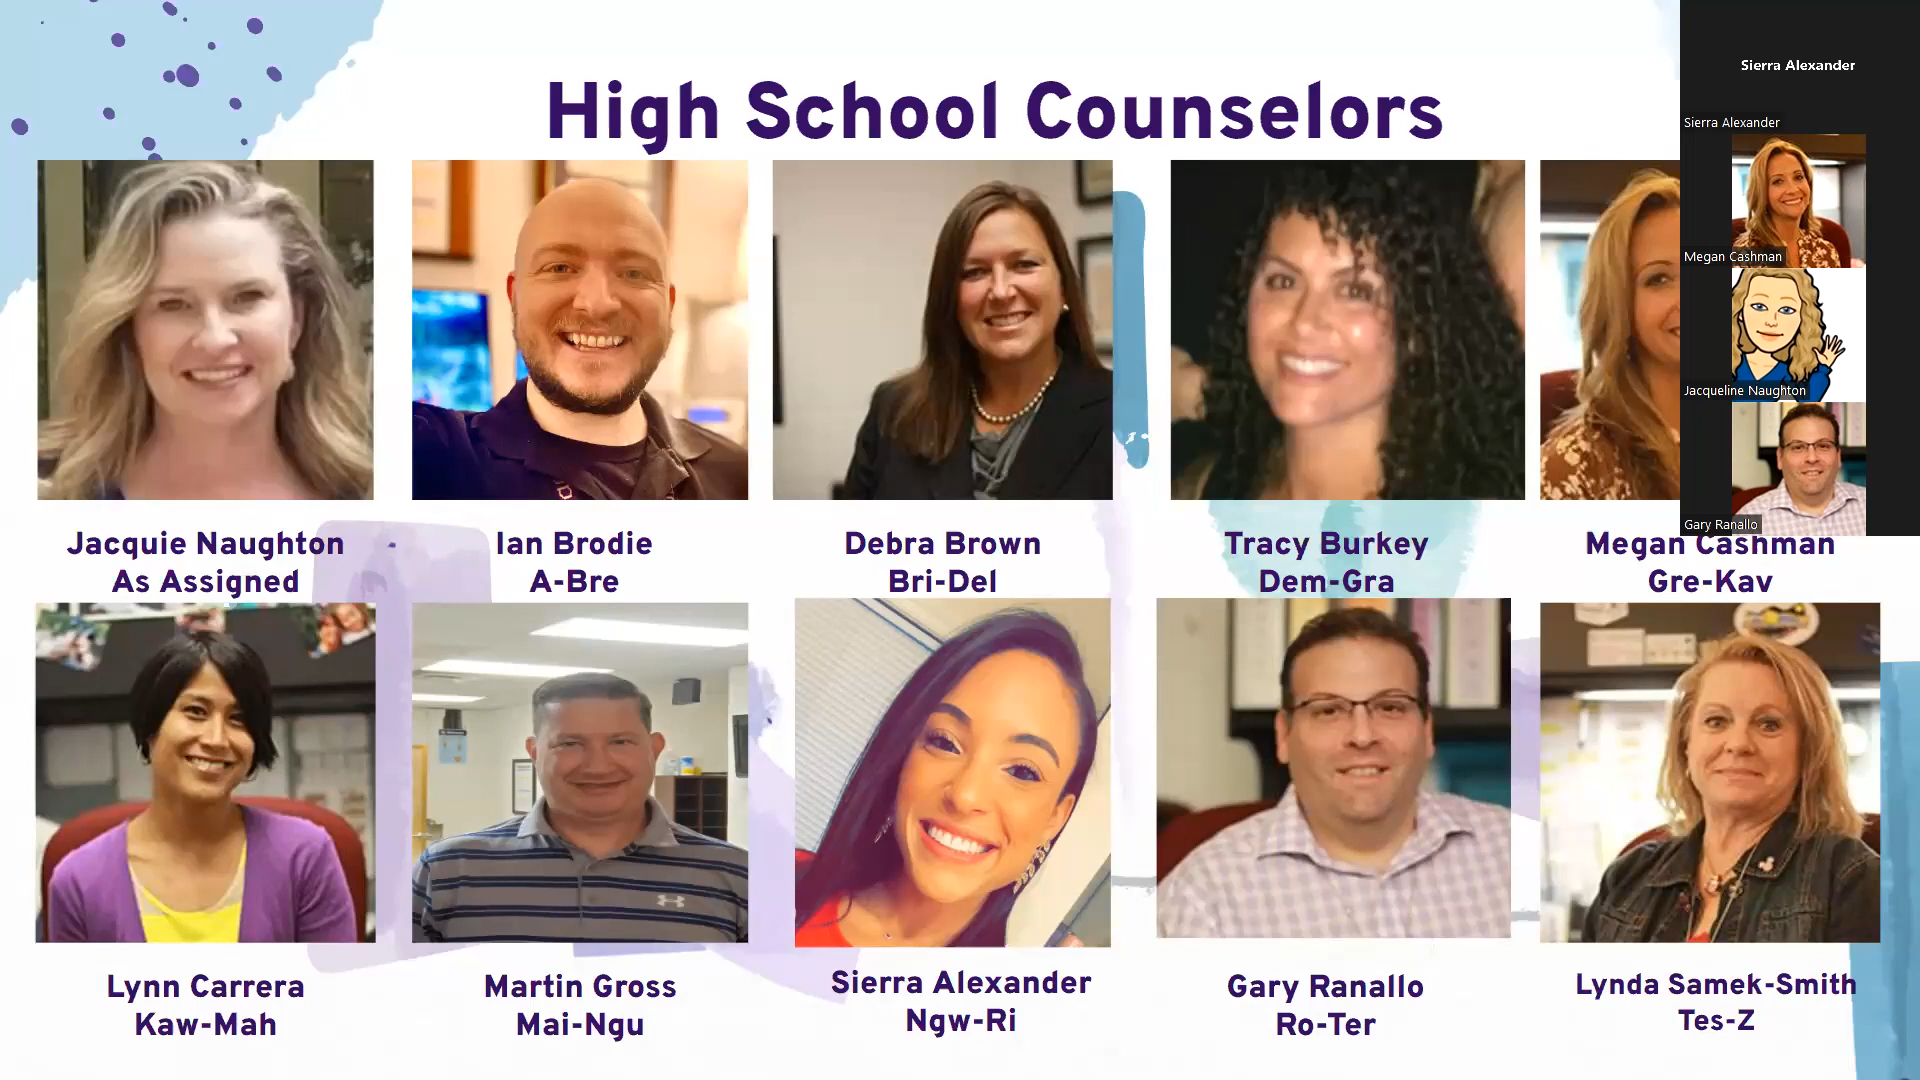 High School Counselors
Jacquie Naughton
As Assigned
Ian Brodie
A-Bre
Debra Brown
Bri-Del
Tracy Burkey
Dem-Gra
Megan Cashman
Gre-Kav
Lynn Carrera
Kaw-Mah
Martin Gross
Mai-Ngu
Sierra Alexander
Ngw-Ri
Gary Ranallo
Ro-Ter
Lynda Samek-Smith
Tes-Z
Sierra Alexander
Sierra Alexander
Megan Cashman
Jacqueline Naughton
Gary Ranallo